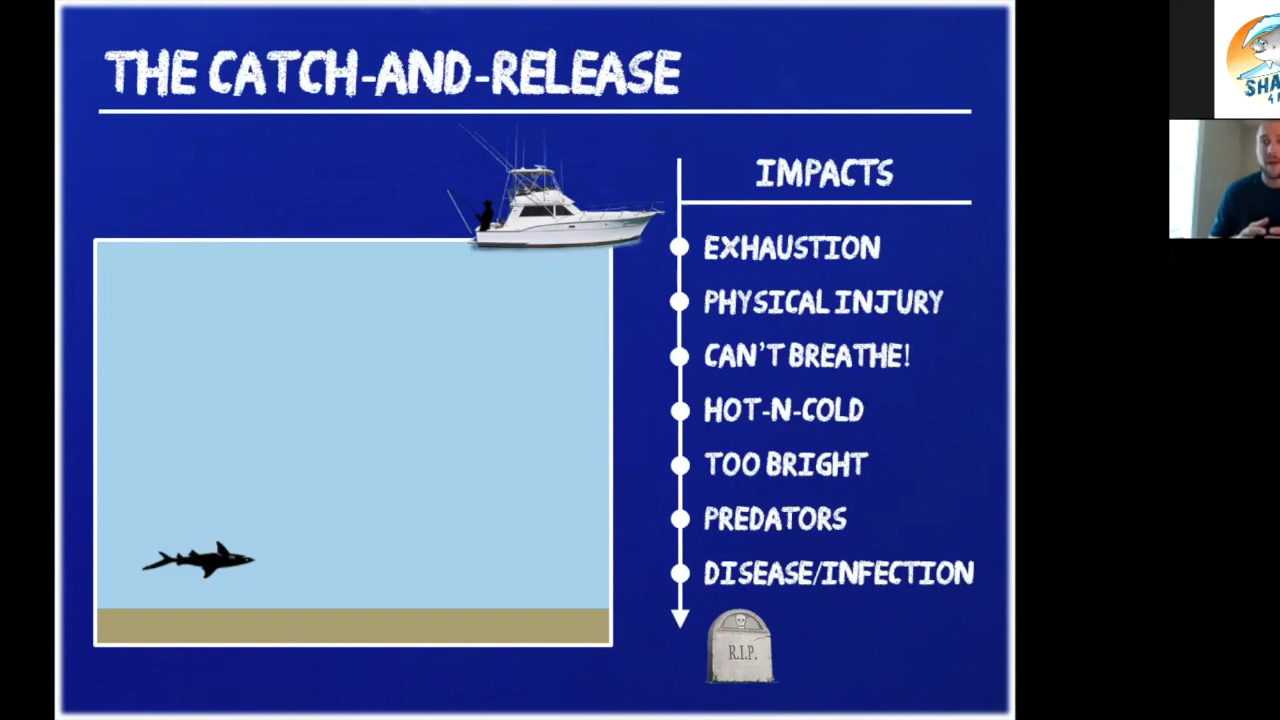 THE CATCH-AND-RELEASE
IMPACTS
EXHAUSTION
PHYSICAL INJURY
CAN'T BREATHE!
HOT-N-COLD
TOO BRIGHT
PREDATORS
DISEASE/INFECTION
R.I.P.